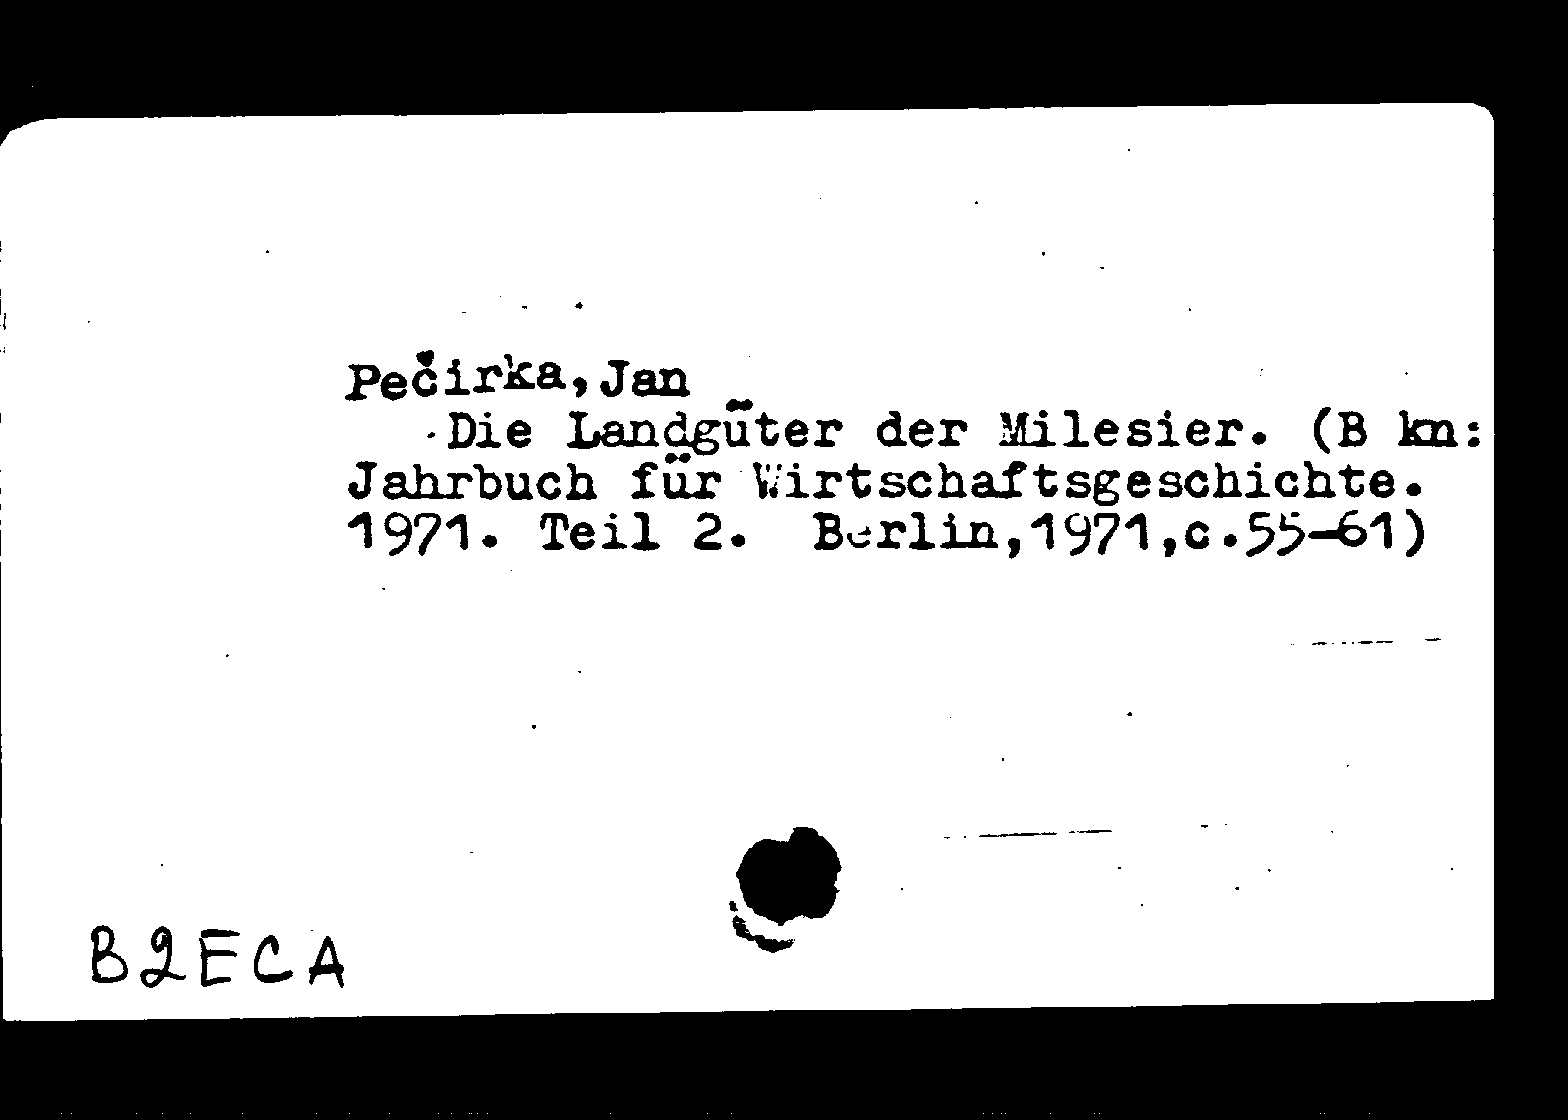 Pečirka, Jan
Die Landgüter der Milesier. (В кн:
Jahrbuch für Wirtschaftsgeschichte.
1971. Teil 2. Berlin, 1971, с.55-61)
B2ECA